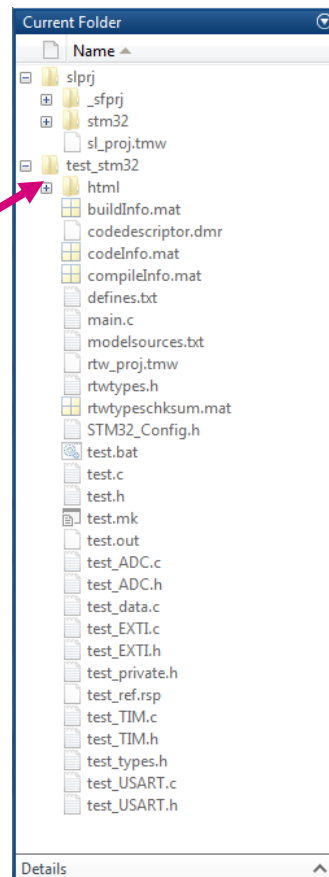 Current Folder
Name
slprj
_sfprj
stm32
sl_proj.tmw
test_stm32
html
buildInfo.mat
codedescriptor.dmr
codeInfo.mat
compileInfo.mat
defines.txt
main.c
modelsources.txt
rtw_proj.tmw
rtwtypes.h
rtwtypeschksum.mat
STM32_Config.h
test.bat
test.c
test.h
test.mk
test.out
test_ADC.c
test_ADC.h
test_data.c
test_EXTI.c
test_EXTI.h
test_private.h
test_ref.rsp
test_TIM.c
test_TIM.h
test_types.h
test_USART.c
test_USART.h
Details